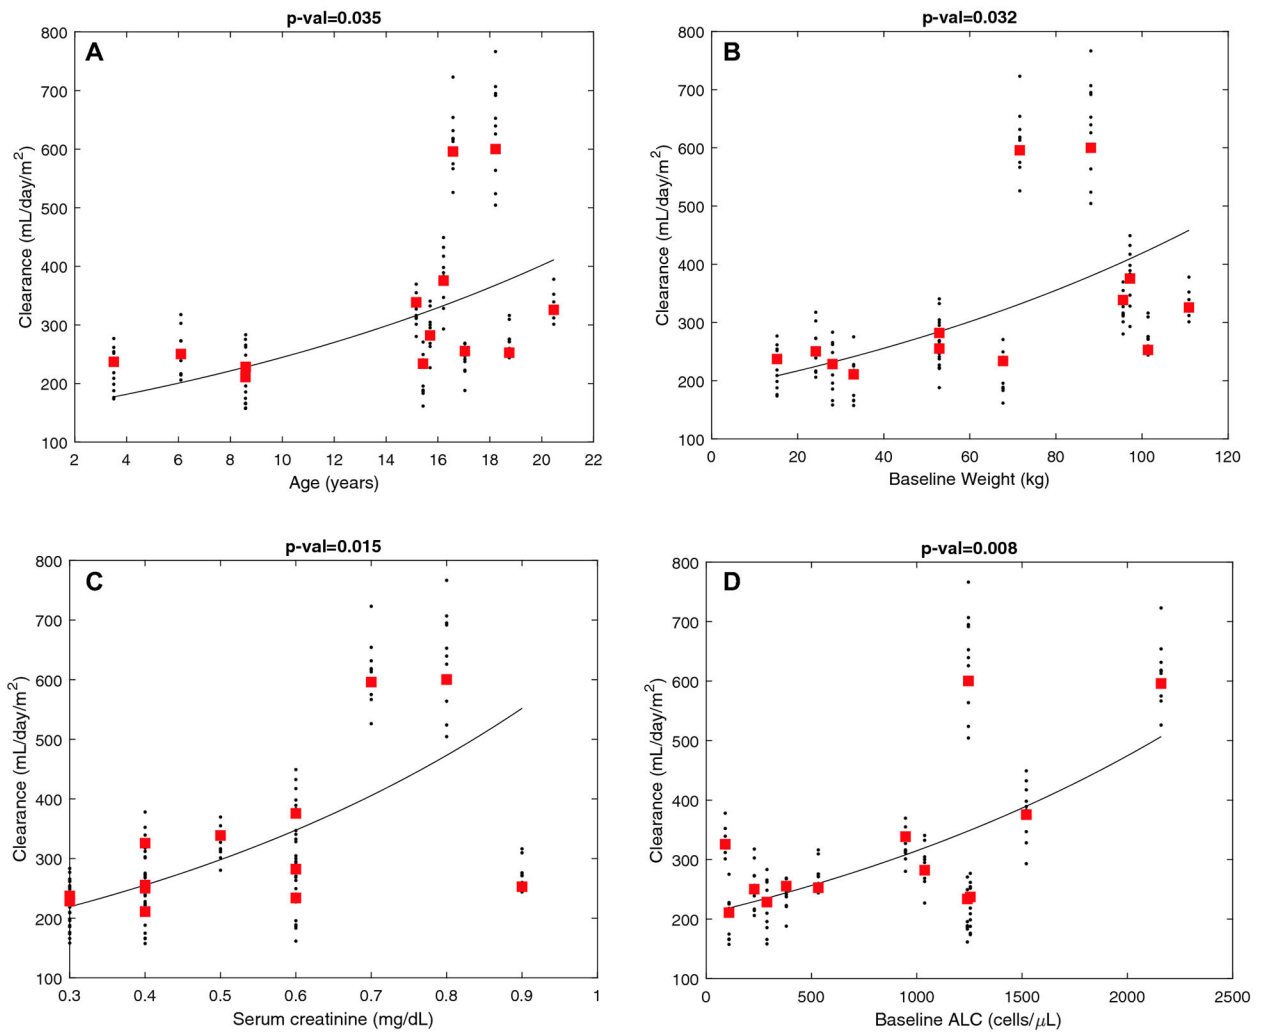 p-val=0.035
A
800
700
600
500
400
300
200
100
Clearance (mL/day/m²)
2 4 6 8 10 12 14 16 18 20 22
Age (years)
p-val=0.032
B
800
700
600
500
400
300
200
100
Clearance (mL/day/m²)
0 20 40 60 80 100 120
Baseline Weight (kg)
p-val=0.015
C
800
700
600
500
400
300
200
100
Clearance (mL/day/m²)
0.3 0.4 0.5 0.6 0.7 0.8 0.9 1
Serum creatinine (mg/dL)
p-val=0.008
D
800
700
600
500
400
300
200
100
Clearance (mL/day/m²)
0 500 1000 1500 2000 2500
Baseline ALC (cells/μL)